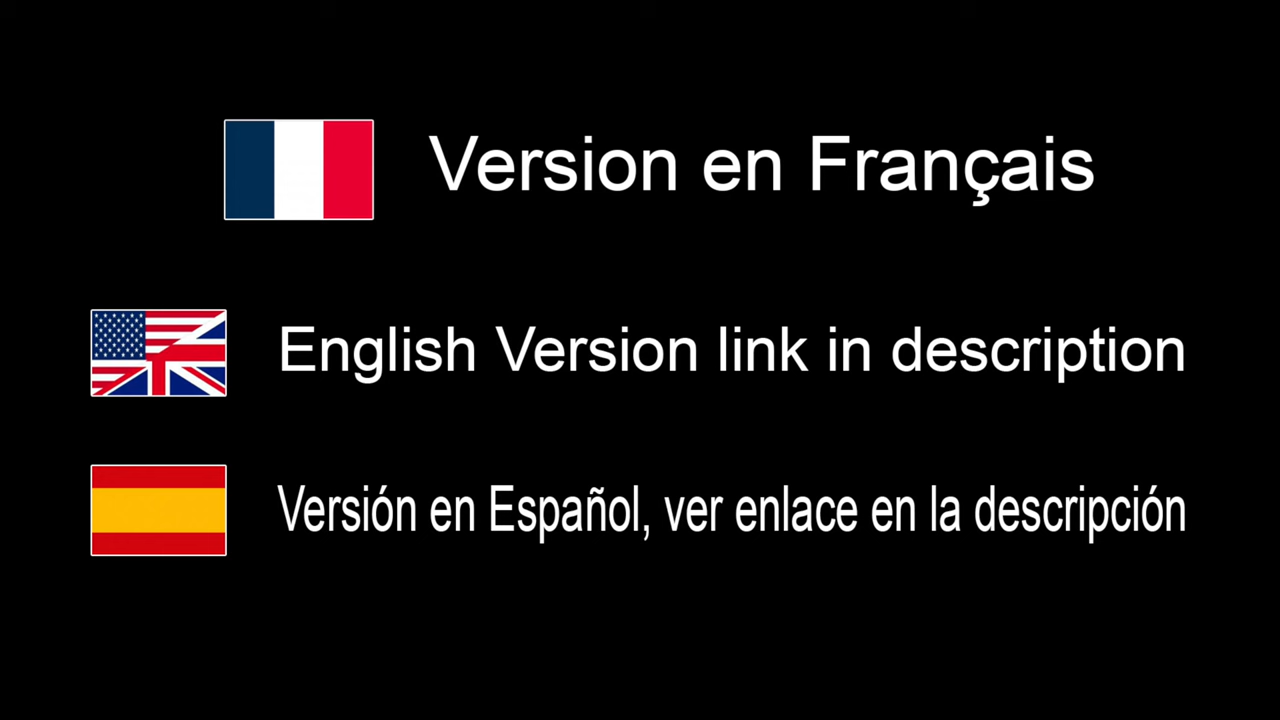 Version en Français
English Version link in description
Versión en Español, ver enlace en la descripción